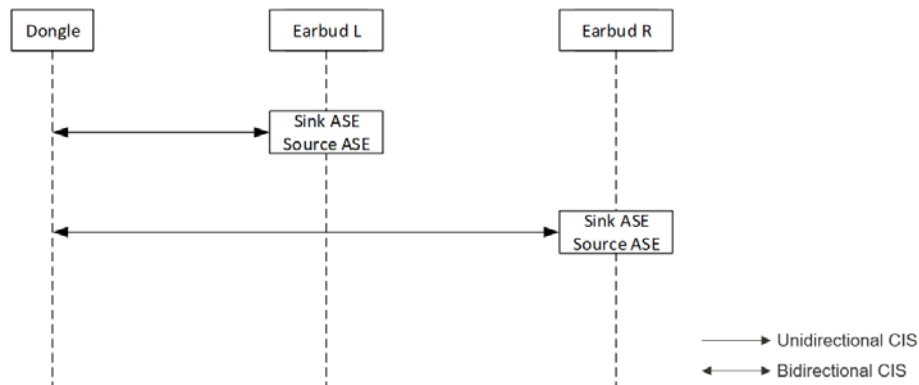 Dongle
Earbud L
Earbud R
Sink ASE
Source ASE
Sink ASE
Source ASE
Unidirectional CIS
Bidirectional CIS